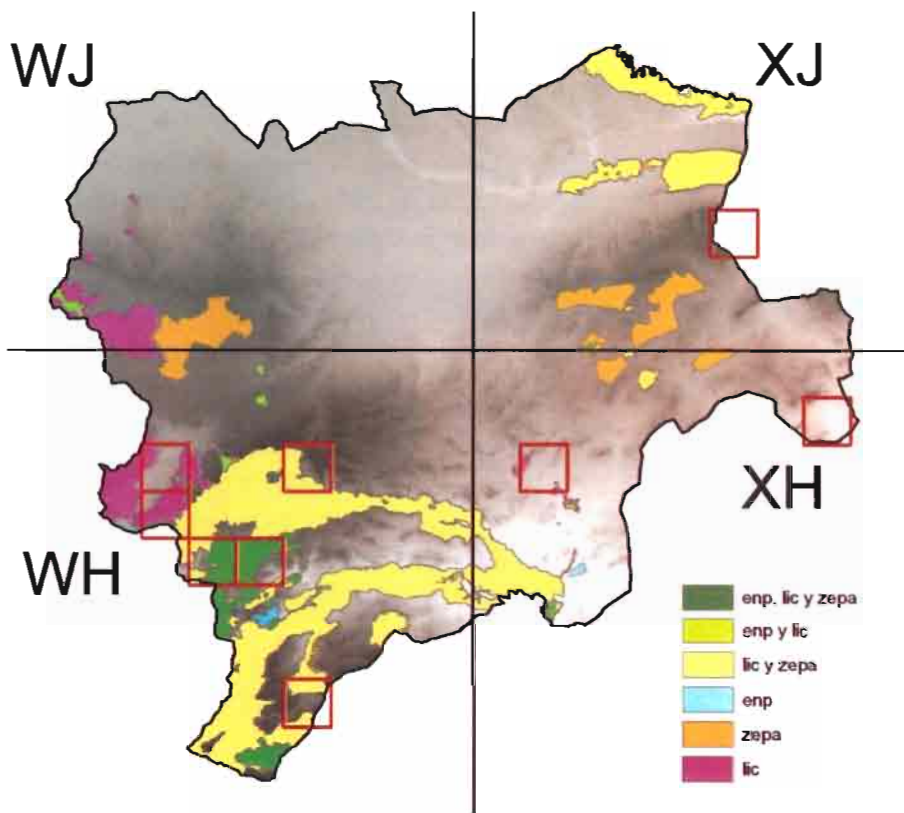 WJ
XJ
XH
WH
enp. lic y zepa
enp y lic
lic y zepa
enp
zepa
lic